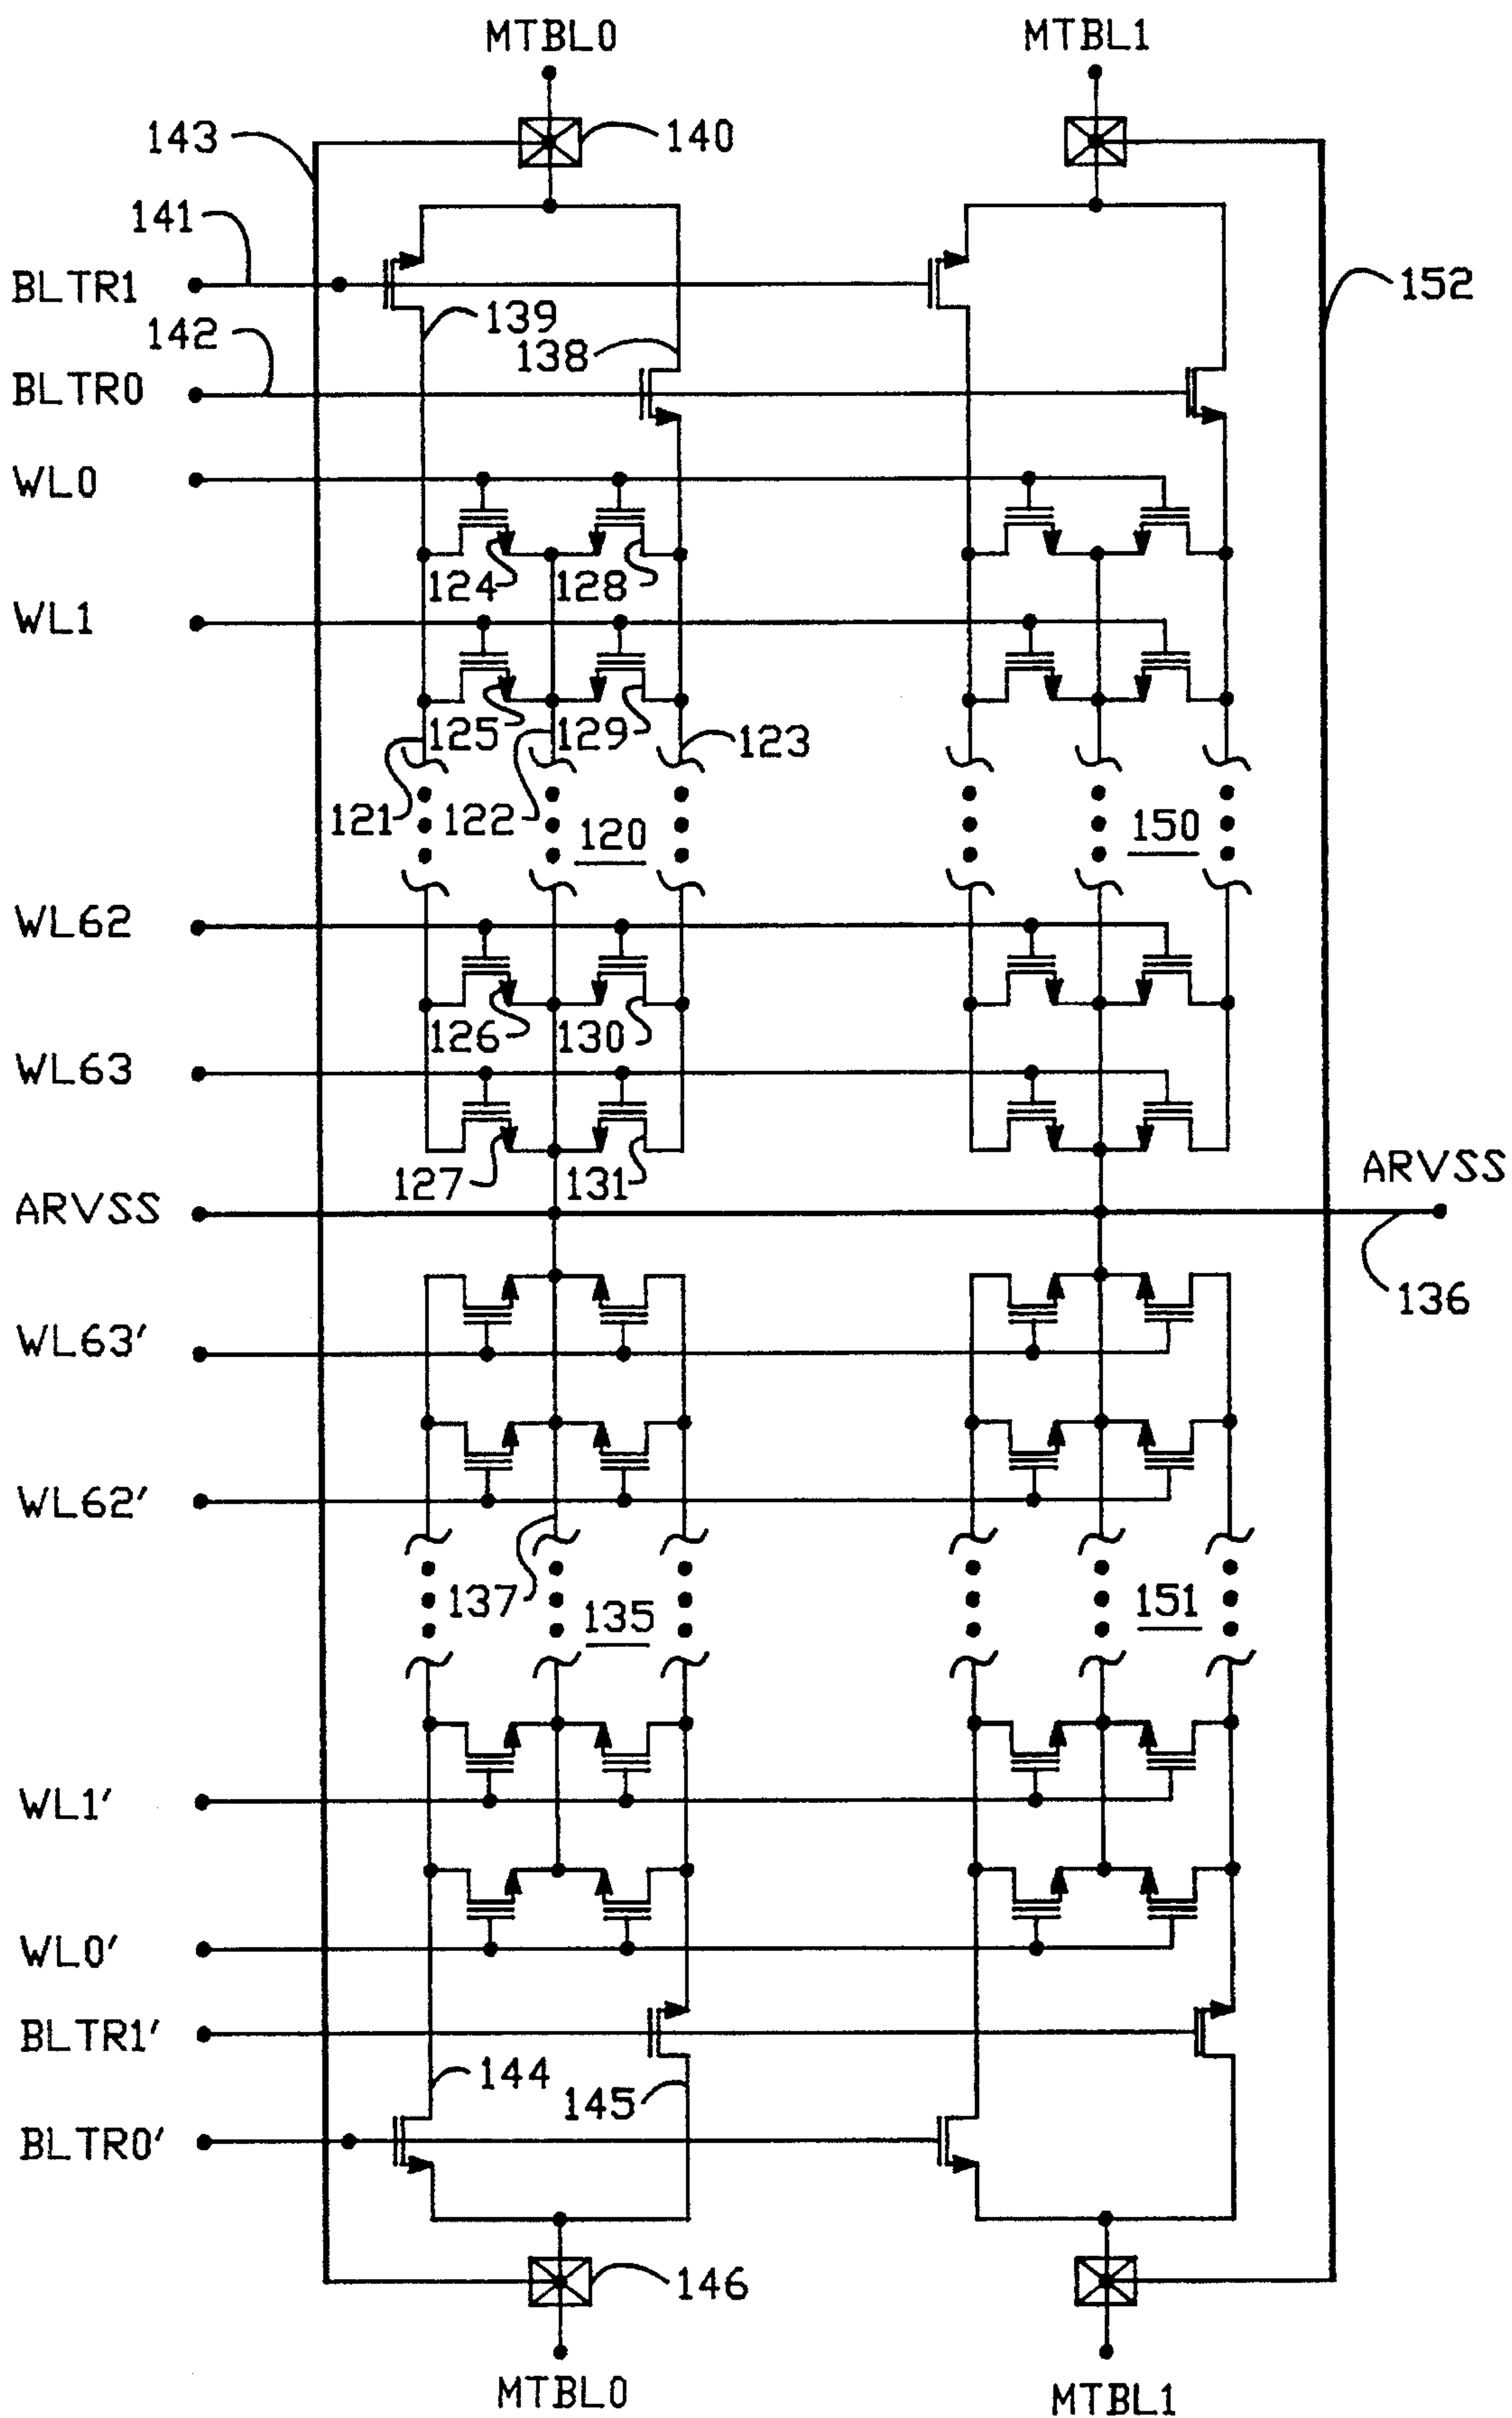 MTBL0 MTBL1
143 140
141
BLTR1 152
139
142 138
BLTR0
WL0
124 128
WL1
125 129 123
121 122 120 150
WL62
126 130
WL63
127 131 ARVSS
ARVSS
136
WL63'
WL62'
137 135 151
WL1'
WL0'
BLTR1'
144 145
BLTR0'
146
MTBL0 MTBL1